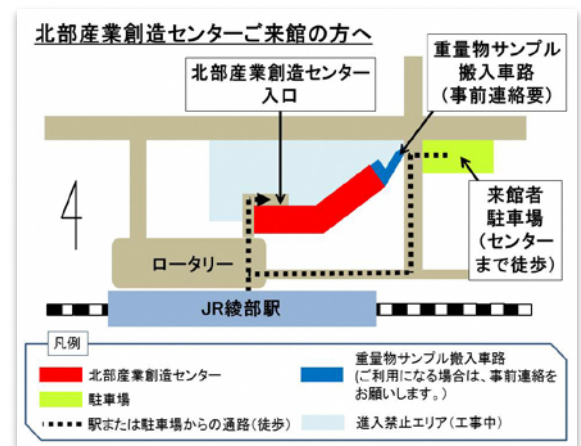 北部産業創造センターご来館の方へ
重量物サンプル
搬入車路
(事前連絡要)
北部産業創造センター
入口
来館者
駐車場
(センター
まで徒歩)
ロータリー
JR綾部駅
凡例
北部産業創造センター
駐車場
駅または駐車場からの通路(徒歩)
重量物サンプル搬入車路
(ご利用になる場合は、事前連絡を
お願いします。)
進入禁止エリア(工事中)